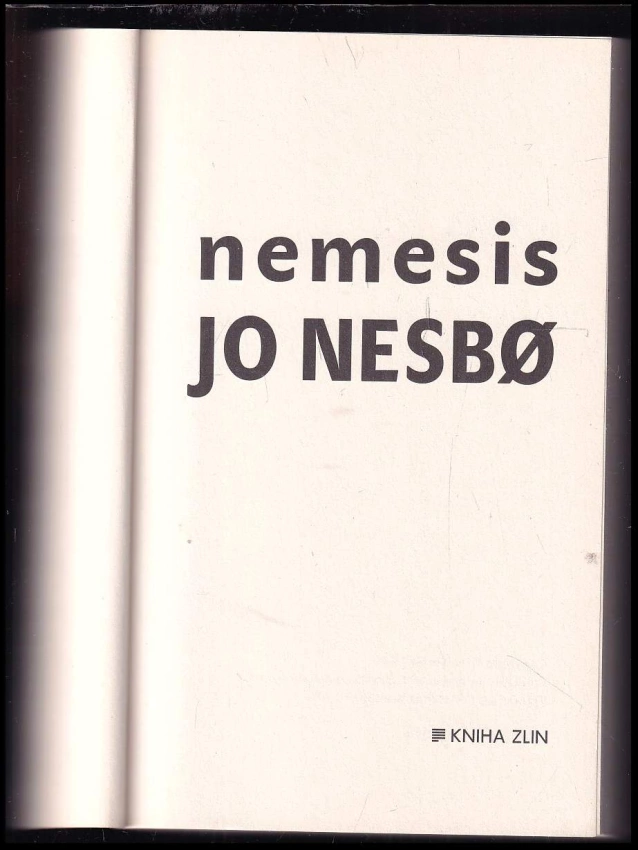 nemesis
JO NESBØ
KNIHA ZLIN